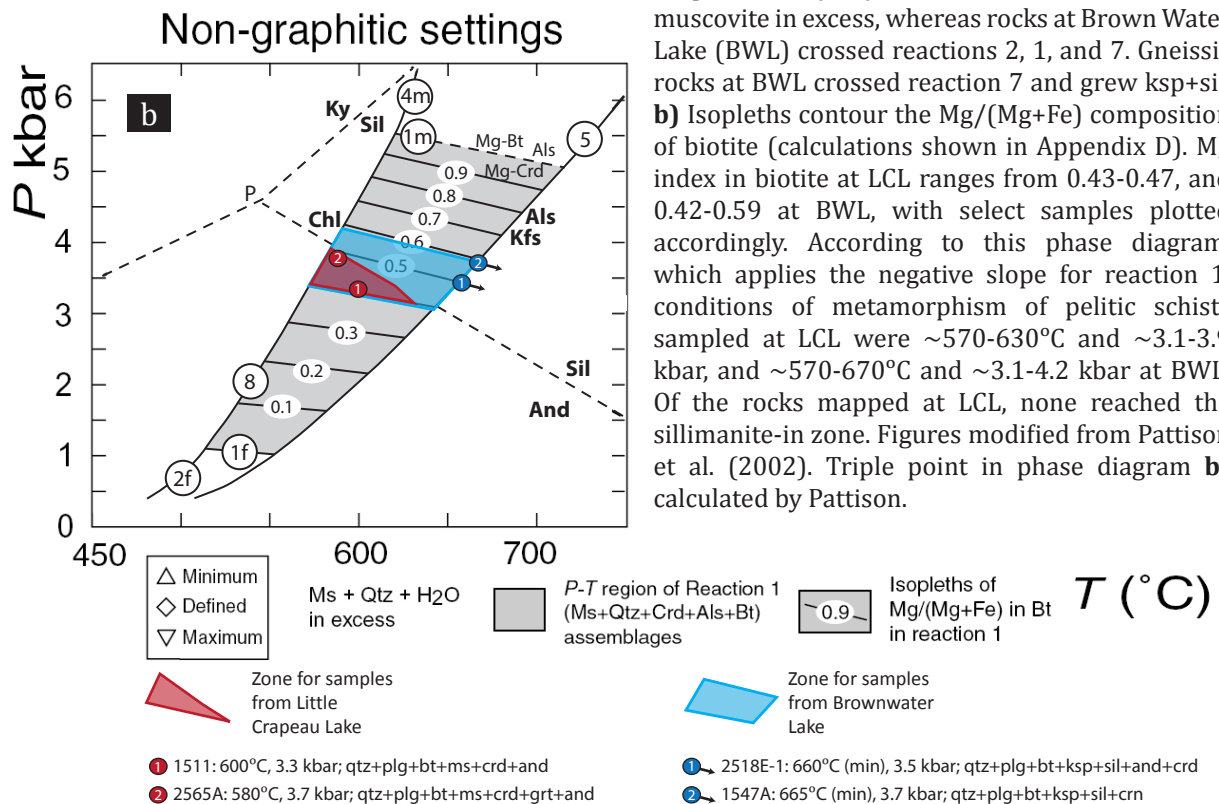 Non-graphitic settings
b
P kbar
6
5
4
3
2
1
0
450
600
700
T (˚C)
Ky
Sil
4m
1m
Mg-Bt
Als
Mg-Crd
5
P
0.9
0.8
0.7
0.6
0.5
0.3
0.2
0.1
Chl
Als
Kfs
2
1
2
1
Sil
And
8
1f
2f
muscovite in excess, whereas rocks at Brown Water
Lake (BWL) crossed reactions 2, 1, and 7. Gneissi
rocks at BWL crossed reaction 7 and grew ksp+sil
b) Isopleths contour the Mg/(Mg+Fe) composition
of biotite (calculations shown in Appendix D). M
index in biotite at LCL ranges from 0.43-0.47, and
0.42-0.59 at BWL, with select samples plotted
accordingly. According to this phase diagram
which applies the negative slope for reaction 1
conditions of metamorphism of pelitic schist
sampled at LCL were ~570-630°C and ~3.1-3.9
kbar, and ~570-670°C and ~3.1-4.2 kbar at BWL
Of the rocks mapped at LCL, none reached th
sillimanite-in zone. Figures modified from Pattison
et al. (2002). Triple point in phase diagram b
calculated by Pattison.
Minimum
Defined
Maximum
Ms + Qtz + H2O
in excess
P-T region of Reaction 1
(Ms+Qtz+Crd+Als+Bt)
assemblages
0.9
Isopleths of
Mg/(Mg+Fe) in Bt
in reaction 1
Zone for samples
from Little
Crapeau Lake
Zone for samples
from Brownwater
Lake
1 1511: 600°C, 3.3 kbar; qtz+plg+bt+ms+crd+and
2 2565A: 580°C, 3.7 kbar; qtz+plg+bt+ms+crd+grt+and
1 2518E-1: 660°C (min), 3.5 kbar; qtz+plg+bt+ksp+sil+and+crd
2 1547A: 665°C (min), 3.7 kbar; qtz+plg+bt+ksp+sil+crn